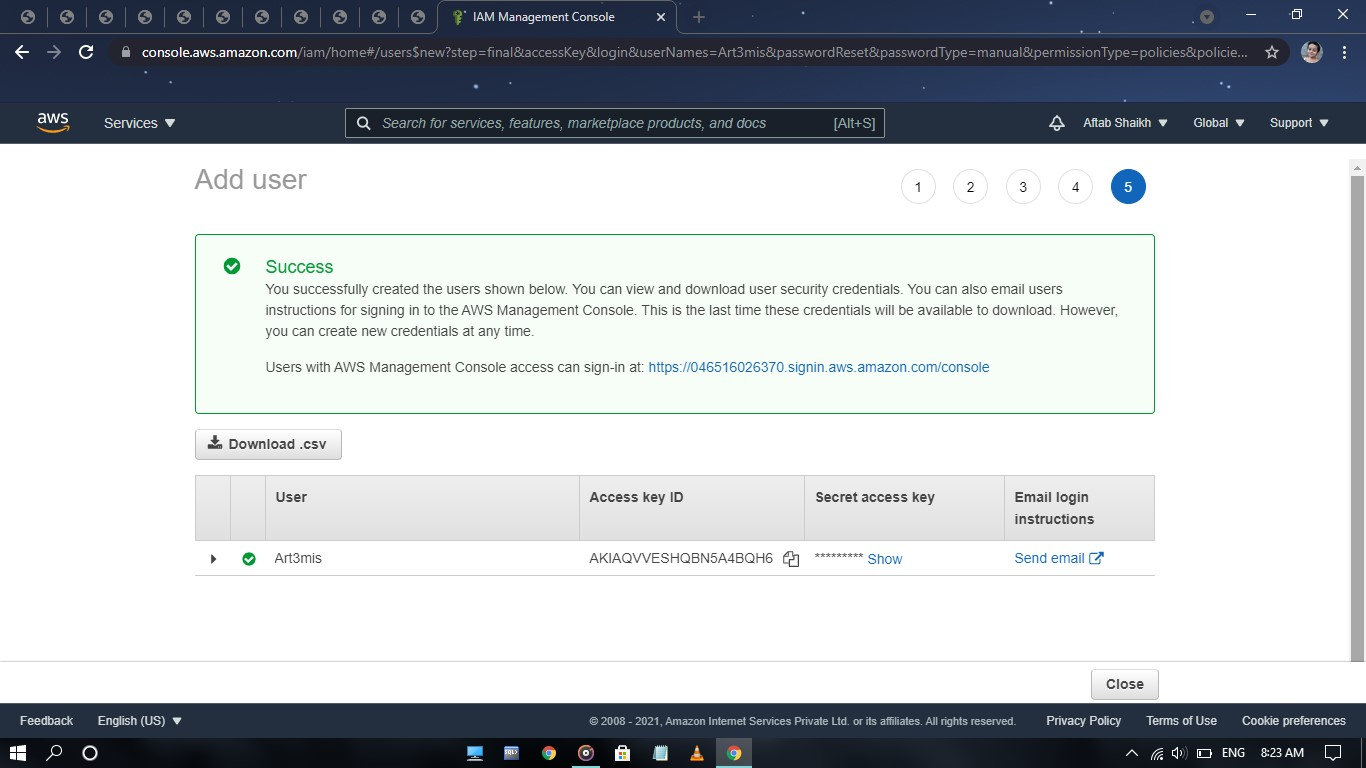 IAM Management Console
console.aws.amazon.com/iam/home#/users$new?step=final&accessKey&login&userNames=Art3mis&passwordReset&passwordType=manual&permissionType=policies&policie...
aws
Services
Search for services, features, marketplace products, and docs
[Alt+S]
Aftab Shaikh
Global
Support
Add user
1
2
3
4
5
Success
You successfully created the users shown below. You can view and download user security credentials. You can also email users
instructions for signing in to the AWS Management Console. This is the last time these credentials will be available to download. However,
you can create new credentials at any time.
Users with AWS Management Console access can sign-in at: https://046516026370.signin.aws.amazon.com/console
Download .csv
User
Access key ID
Secret access key
Email login
instructions
Art3mis
AKIAQVVESHQBN5A4BQH6
********* Show
Send email
Close
Feedback
English (US)
© 2008 - 2021, Amazon Internet Services Private Ltd. or its affiliates. All rights reserved.
Privacy Policy
Terms of Use
Cookie preferences
ENG
8:23 AM